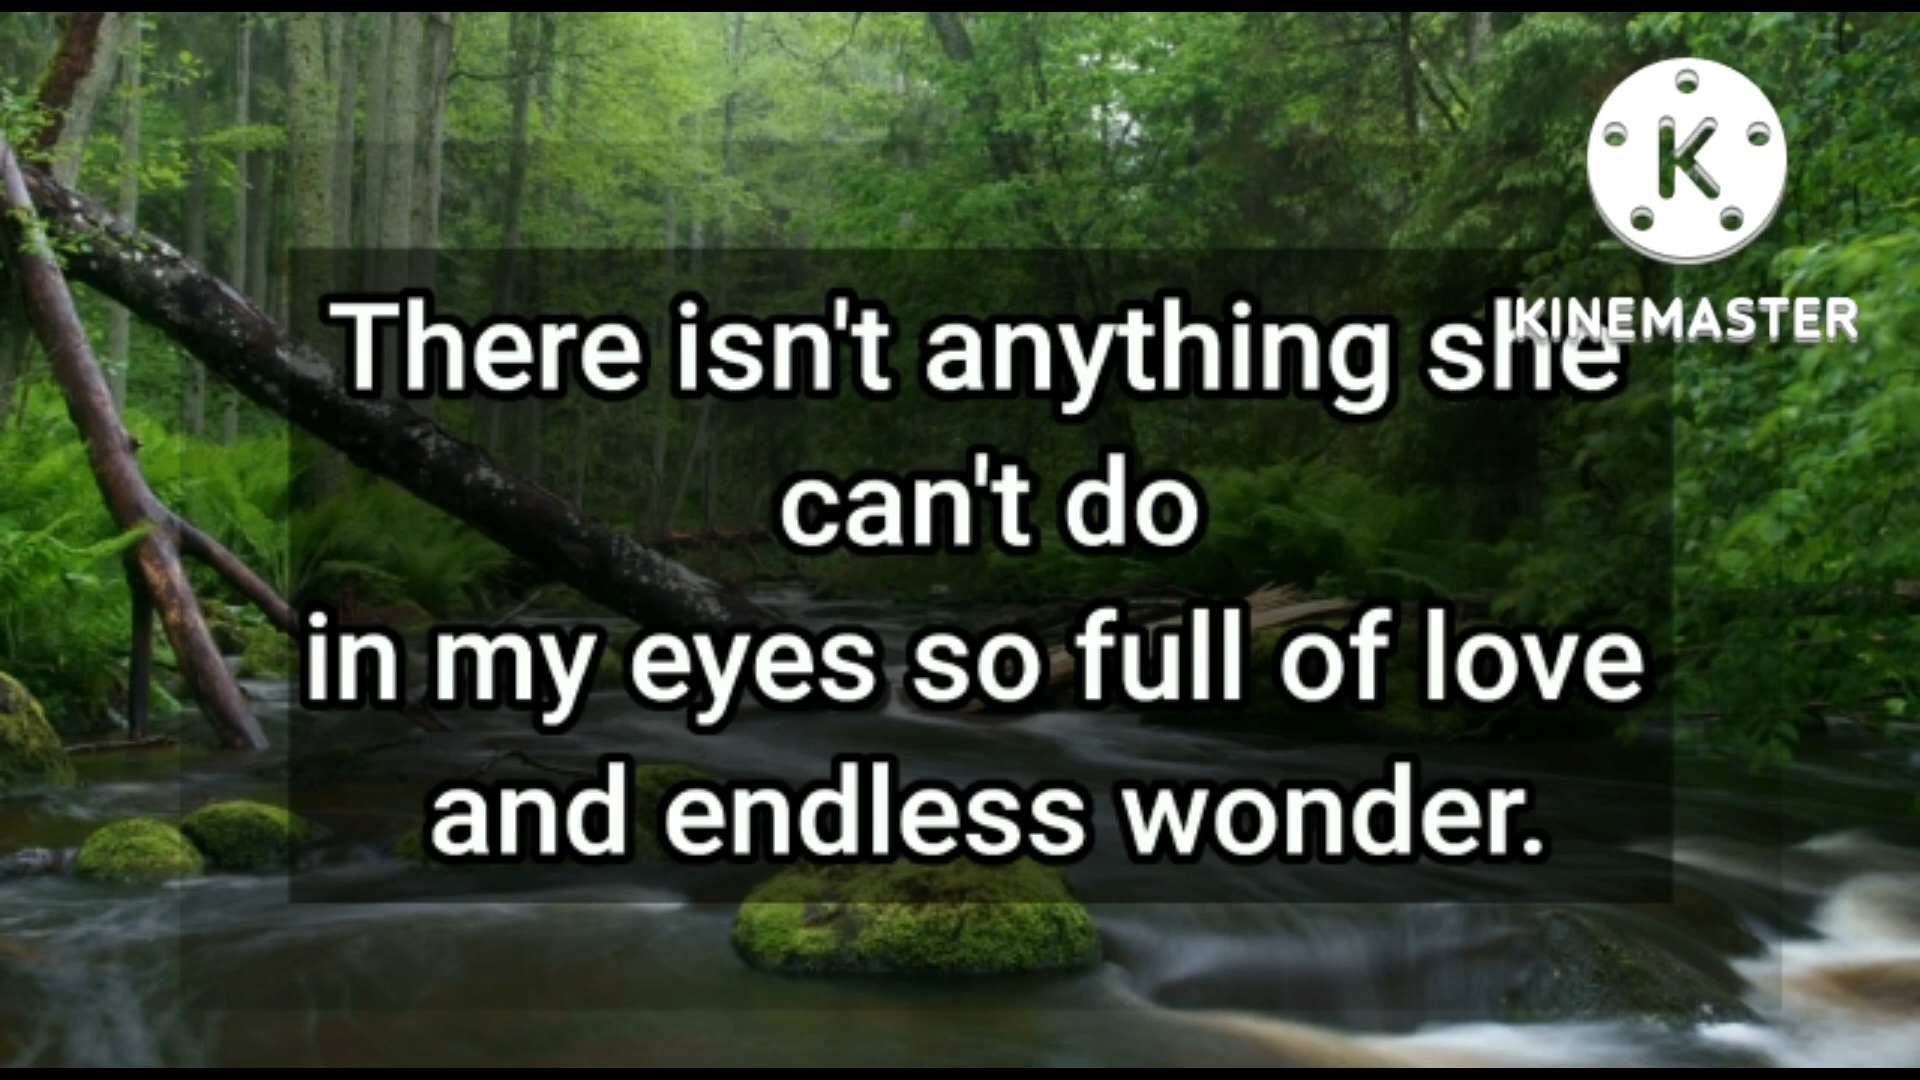 K
KINEMASTER
There isn't anything she
can't do
in my eyes so full of love
and endless wonder.